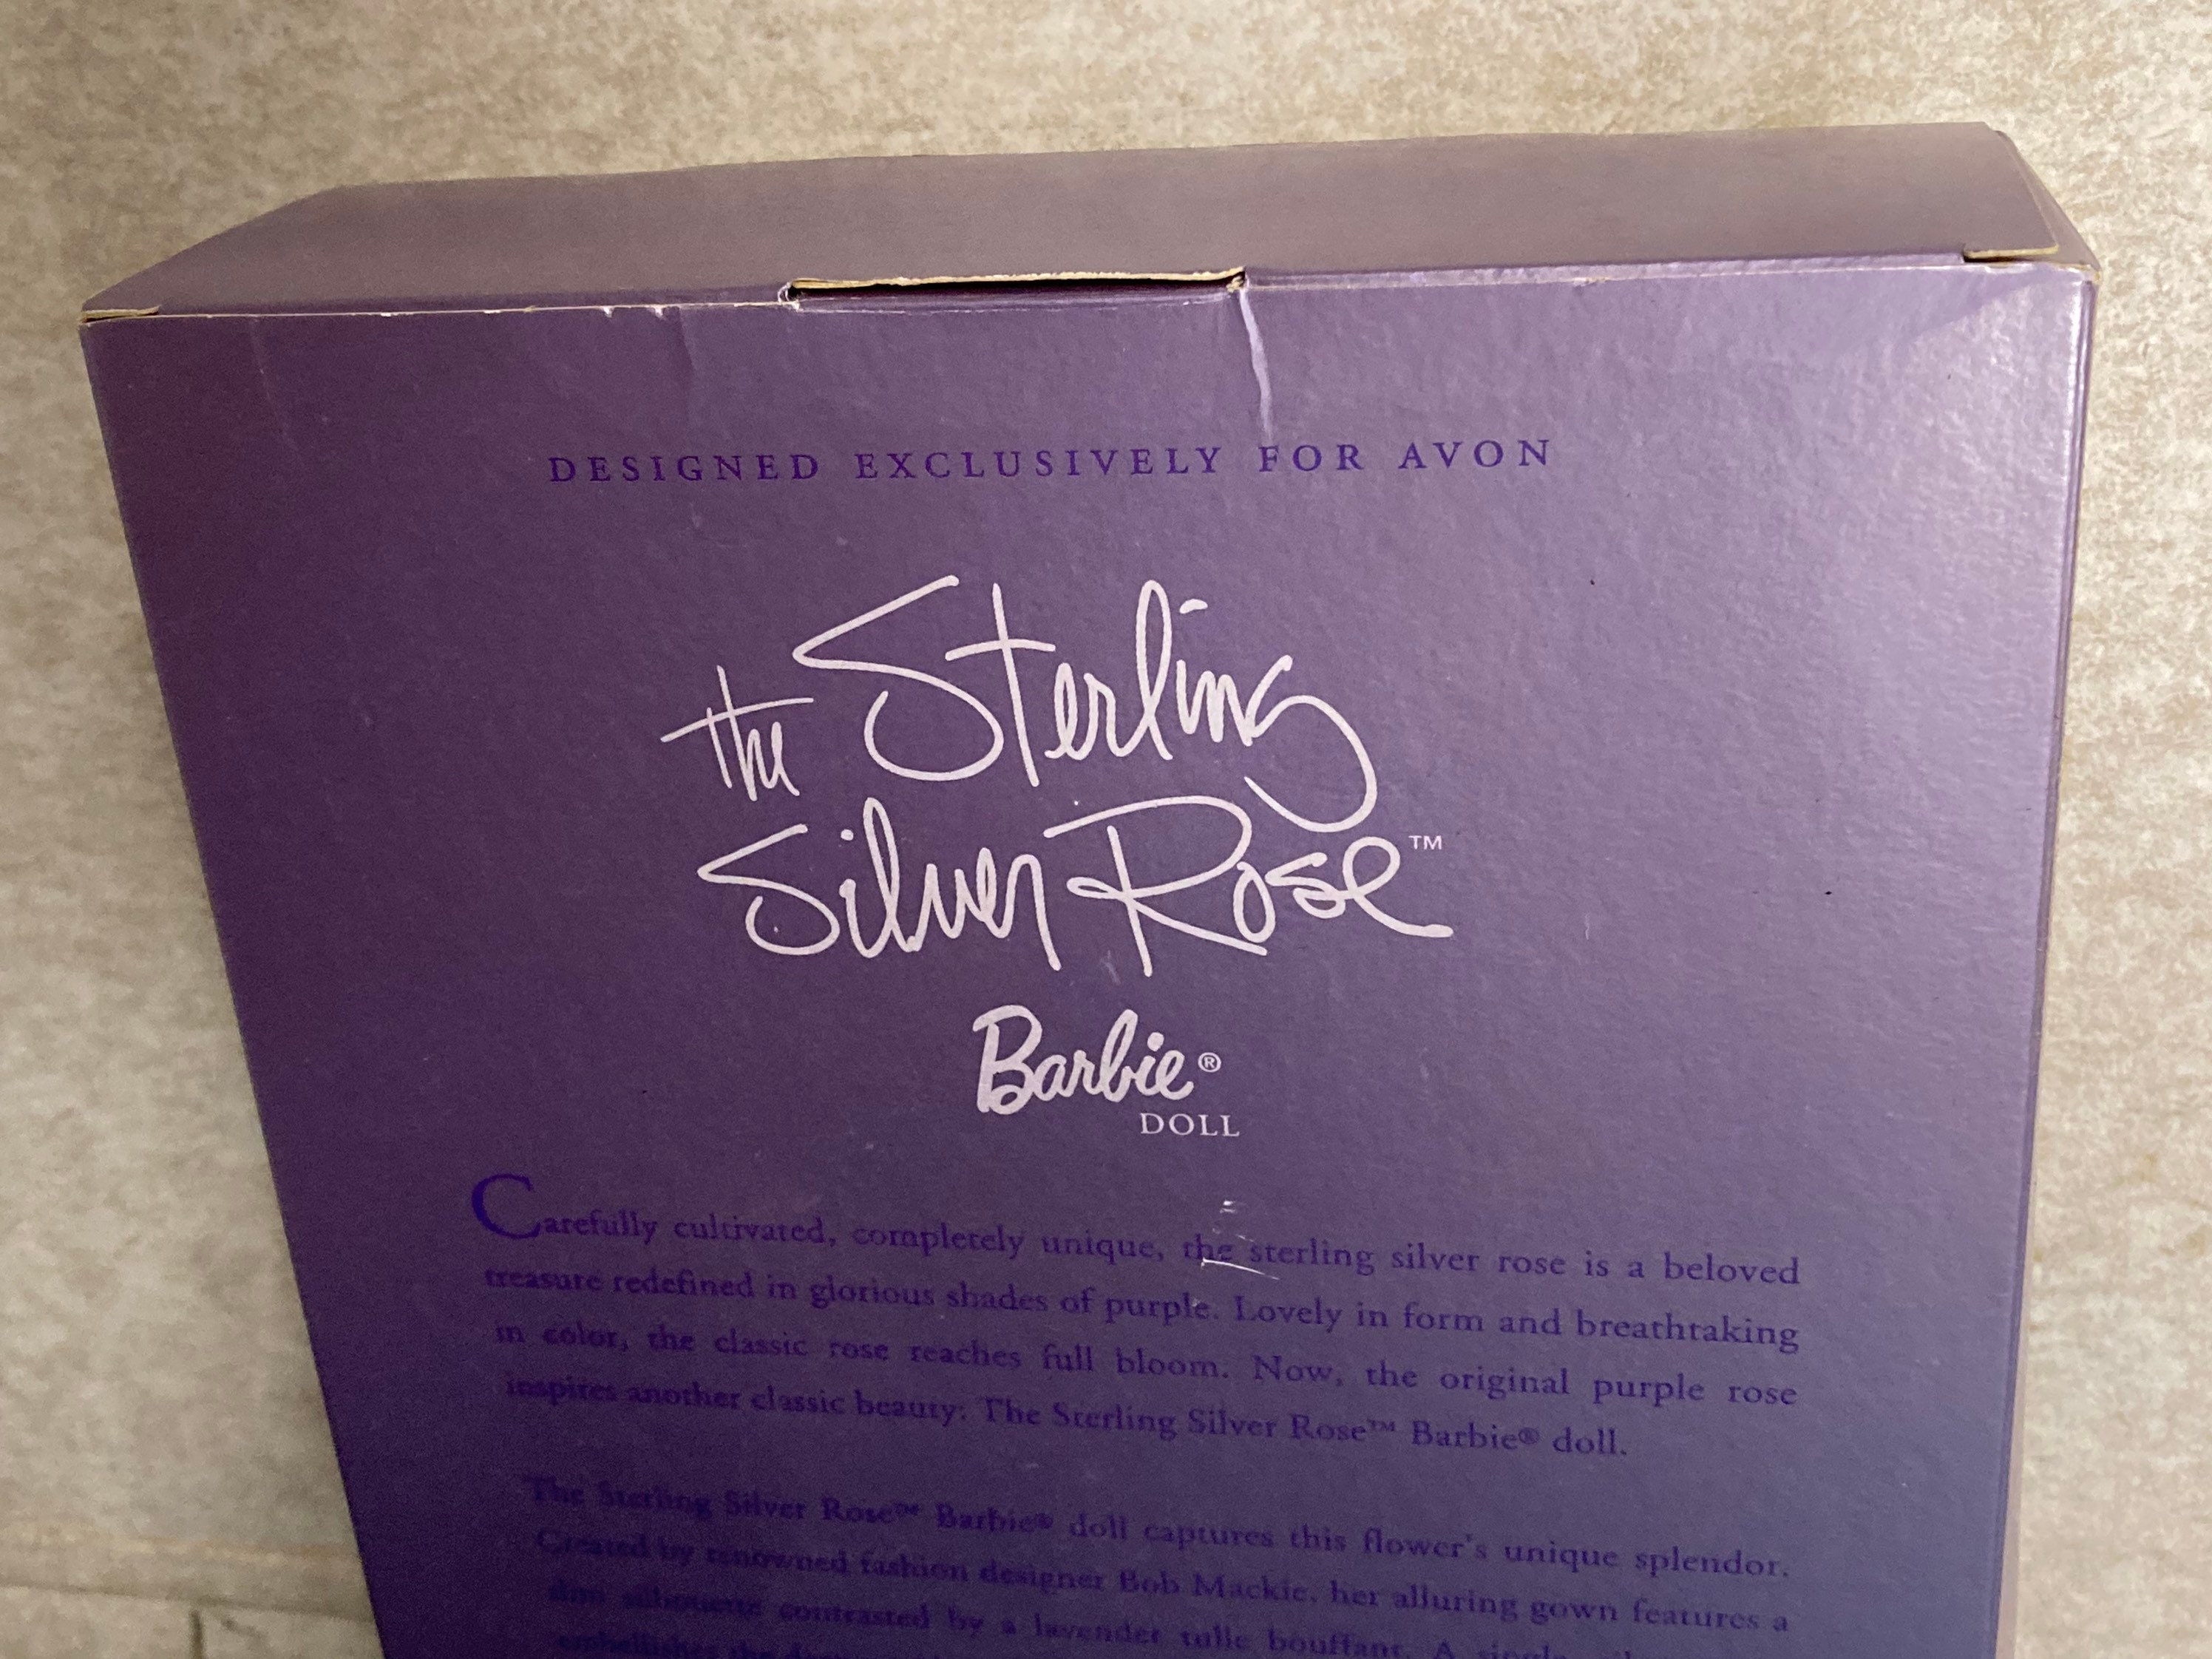 DESIGNED EXCLUSIVELY FOR AVON
the Sterling
Silver Rose™
Barbie®
DOLL
Carefully cultivated, completely unique, the sterling silver rose is a beloved
treasure redefined in glorious shades of purple. Lovely in form and breathtaking
in color, the classic rose reaches full bloom. Now, the original purple rose
inspires another classic beauty: The Sterling Silver Rose™ Barbie® doll.
The Sterling Silver Rose™ Barbie® doll captures this flower's unique splendor.
Created by renowned fashion designer Bob Mackie, her alluring gown features a
slim silhouette contrasted by a lavender tulle bouffant. A single
embellishes the